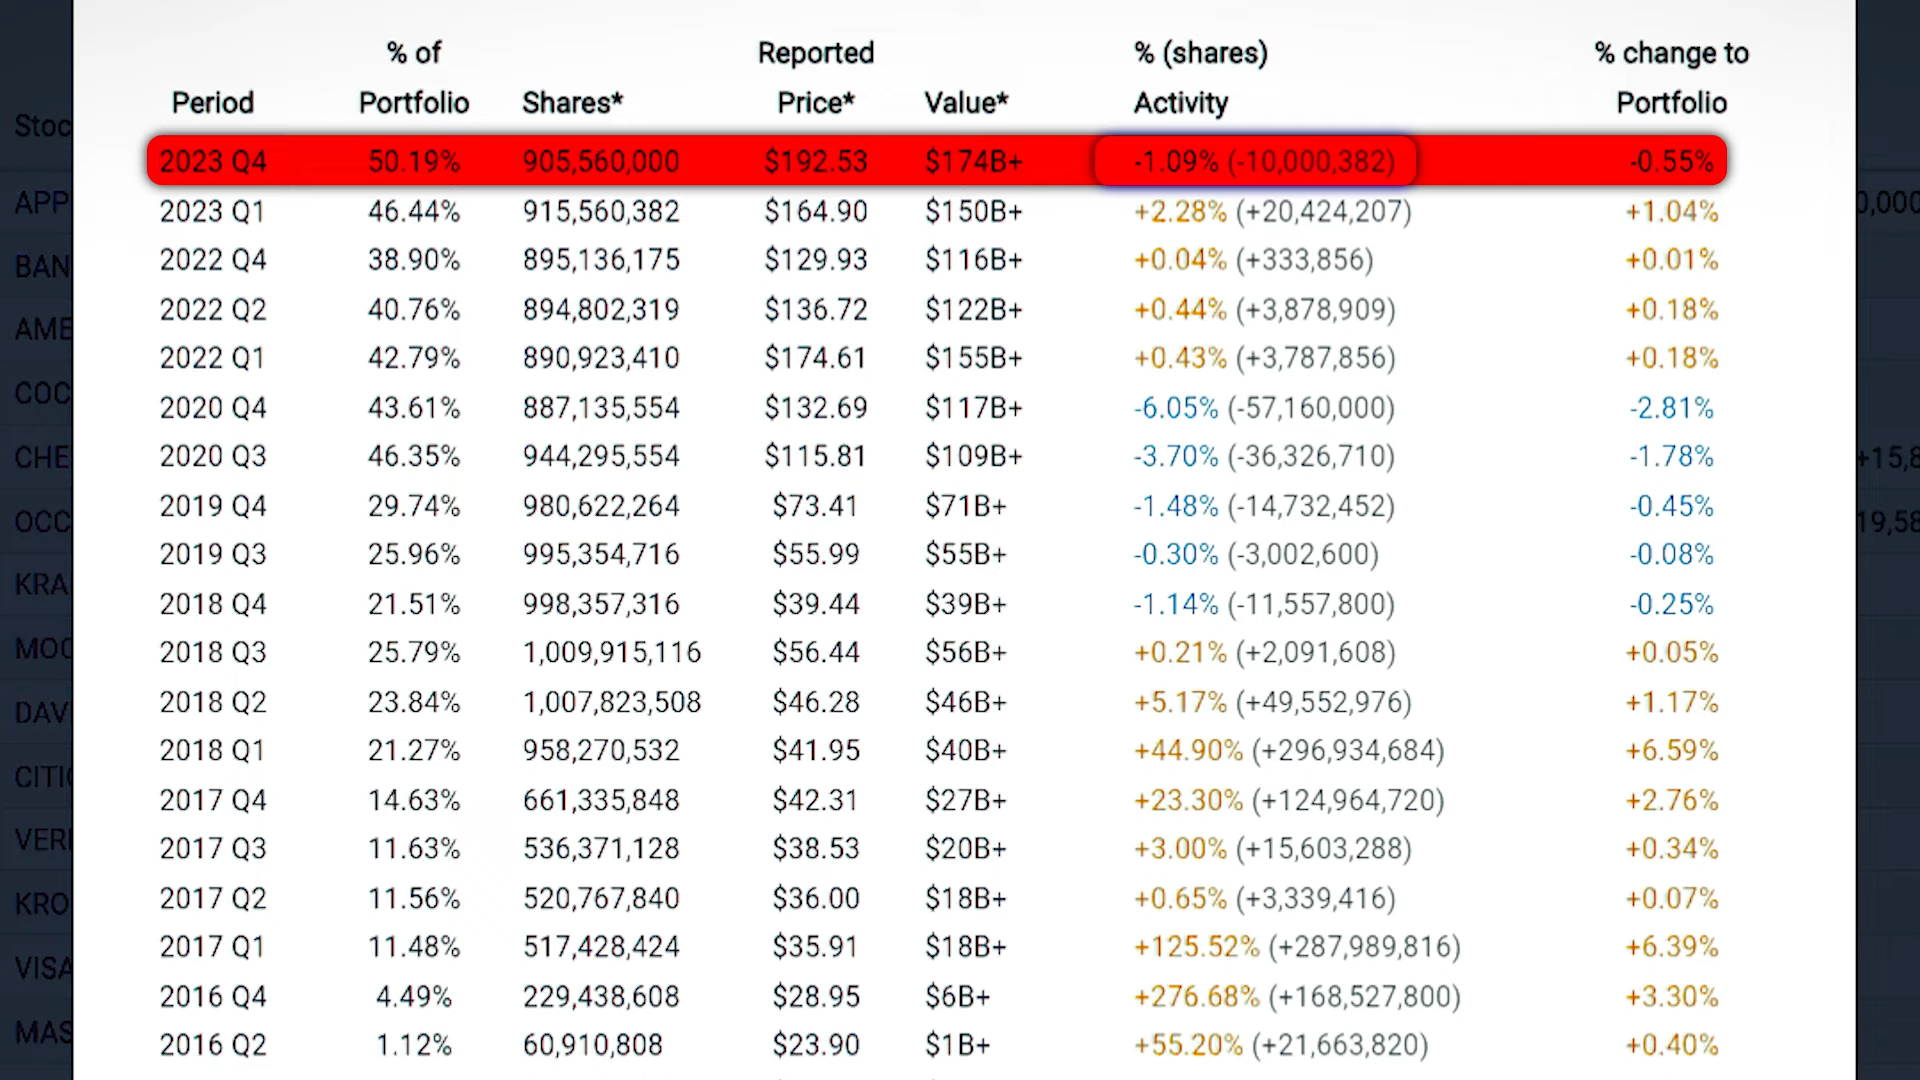 % of Reported % (shares) % change to
Period Portfolio Shares* Price* Value* Activity Portfolio
2023 Q4 50.19% 905,560,000 $192.53 $174B+ -1.09% (-10,000,382) -0.55%
2023 Q1 46.44% 915,560,382 $164.90 $150B+ +2.28% (+20,424,207) +1.04%
2022 Q4 38.90% 895,136,175 $129.93 $116B+ +0.04% (+333,856) +0.01%
2022 Q2 40.76% 894,802,319 $136.72 $122B+ +0.44% (+3,878,909) +0.18%
2022 Q1 42.79% 890,923,410 $174.61 $155B+ +0.43% (+3,787,856) +0.18%
2020 Q4 43.61% 887,135,554 $132.69 $117B+ -6.05% (-57,160,000) -2.81%
2020 Q3 46.35% 944,295,554 $115.81 $109B+ -3.70% (-36,326,710) -1.78%
2019 Q4 29.74% 980,622,264 $73.41 $71B+ -1.48% (-14,732,452) -0.45%
2019 Q3 25.96% 995,354,716 $55.99 $55B+ -0.30% (-3,002,600) -0.08%
2018 Q4 21.51% 998,357,316 $39.44 $39B+ -1.14% (-11,557,800) -0.25%
2018 Q3 25.79% 1,009,915,116 $56.44 $56B+ +0.21% (+2,091,608) +0.05%
2018 Q2 23.84% 1,007,823,508 $46.28 $46B+ +5.17% (+49,552,976) +1.17%
2018 Q1 21.27% 958,270,532 $41.95 $40B+ +44.90% (+296,934,684) +6.59%
2017 Q4 14.63% 661,335,848 $42.31 $27B+ +23.30% (+124,964,720) +2.76%
2017 Q3 11.63% 536,371,128 $38.53 $20B+ +3.00% (+15,603,288) +0.34%
2017 Q2 11.56% 520,767,840 $36.00 $18B+ +0.65% (+3,339,416) +0.07%
2017 Q1 11.48% 517,428,424 $35.91 $18B+ +125.52% (+287,989,816) +6.39%
2016 Q4 4.49% 229,438,608 $28.95 $6B+ +276.68% (+168,527,800) +3.30%
2016 Q2 1.12% 60,910,808 $23.90 $1B+ +55.20% (+21,663,820) +0.40%